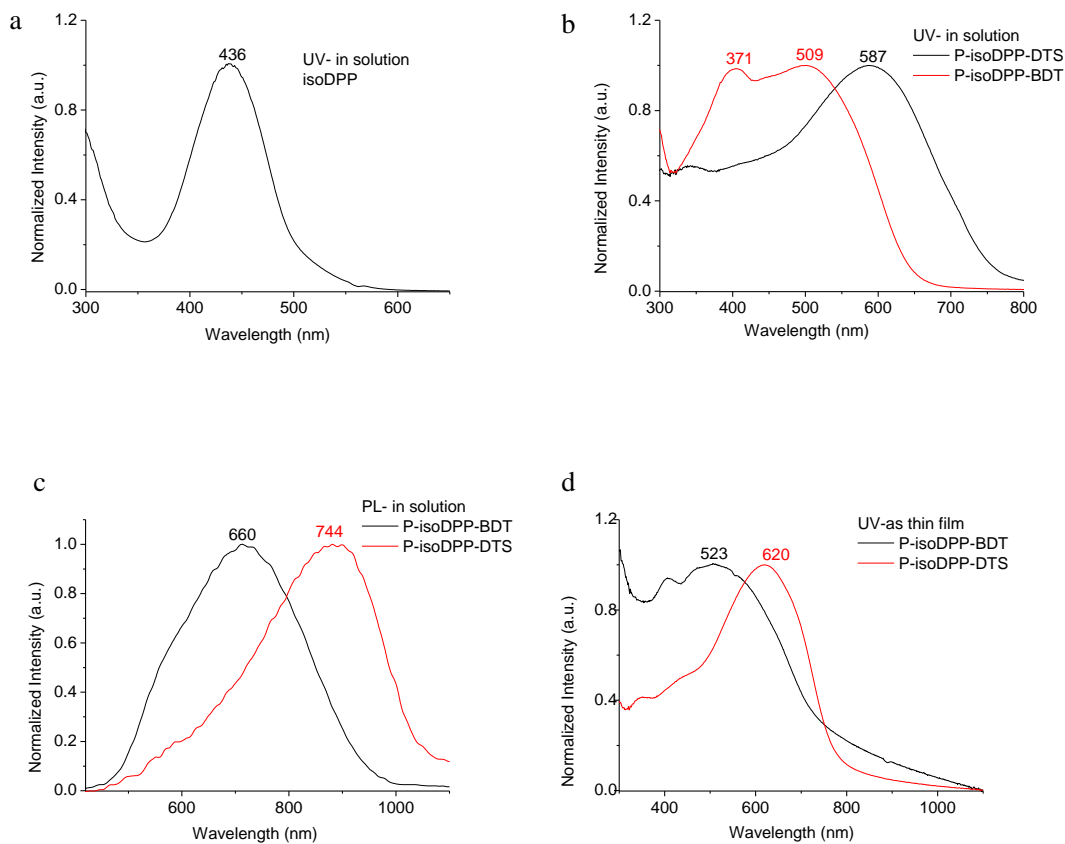 a
1.2
0.8
0.4
0.0
Normalized Intensity (a.u.)
436
UV- in solution
isoDPP
300
400
500
600
Wavelength (nm)
b
1.2
0.8
0.4
0.0
Normalized Intensity (a.u.)
371
509
587
UV- in solution
P-isoDPP-DTS
P-isoDPP-BDT
300
400
500
600
700
800
Wavelength (nm)
c
1.0
0.8
0.6
0.4
0.2
0.0
Normalized Intensity (a.u.)
660
744
PL- in solution
P-isoDPP-BDT
P-isoDPP-DTS
600
800
1000
Wavelength (nm)
d
1.2
0.8
0.4
0.0
Normalized Intensity (a.u.)
523
620
UV-as thin film
P-isoDPP-BDT
P-isoDPP-DTS
400
600
800
1000
Wavelength (nm)